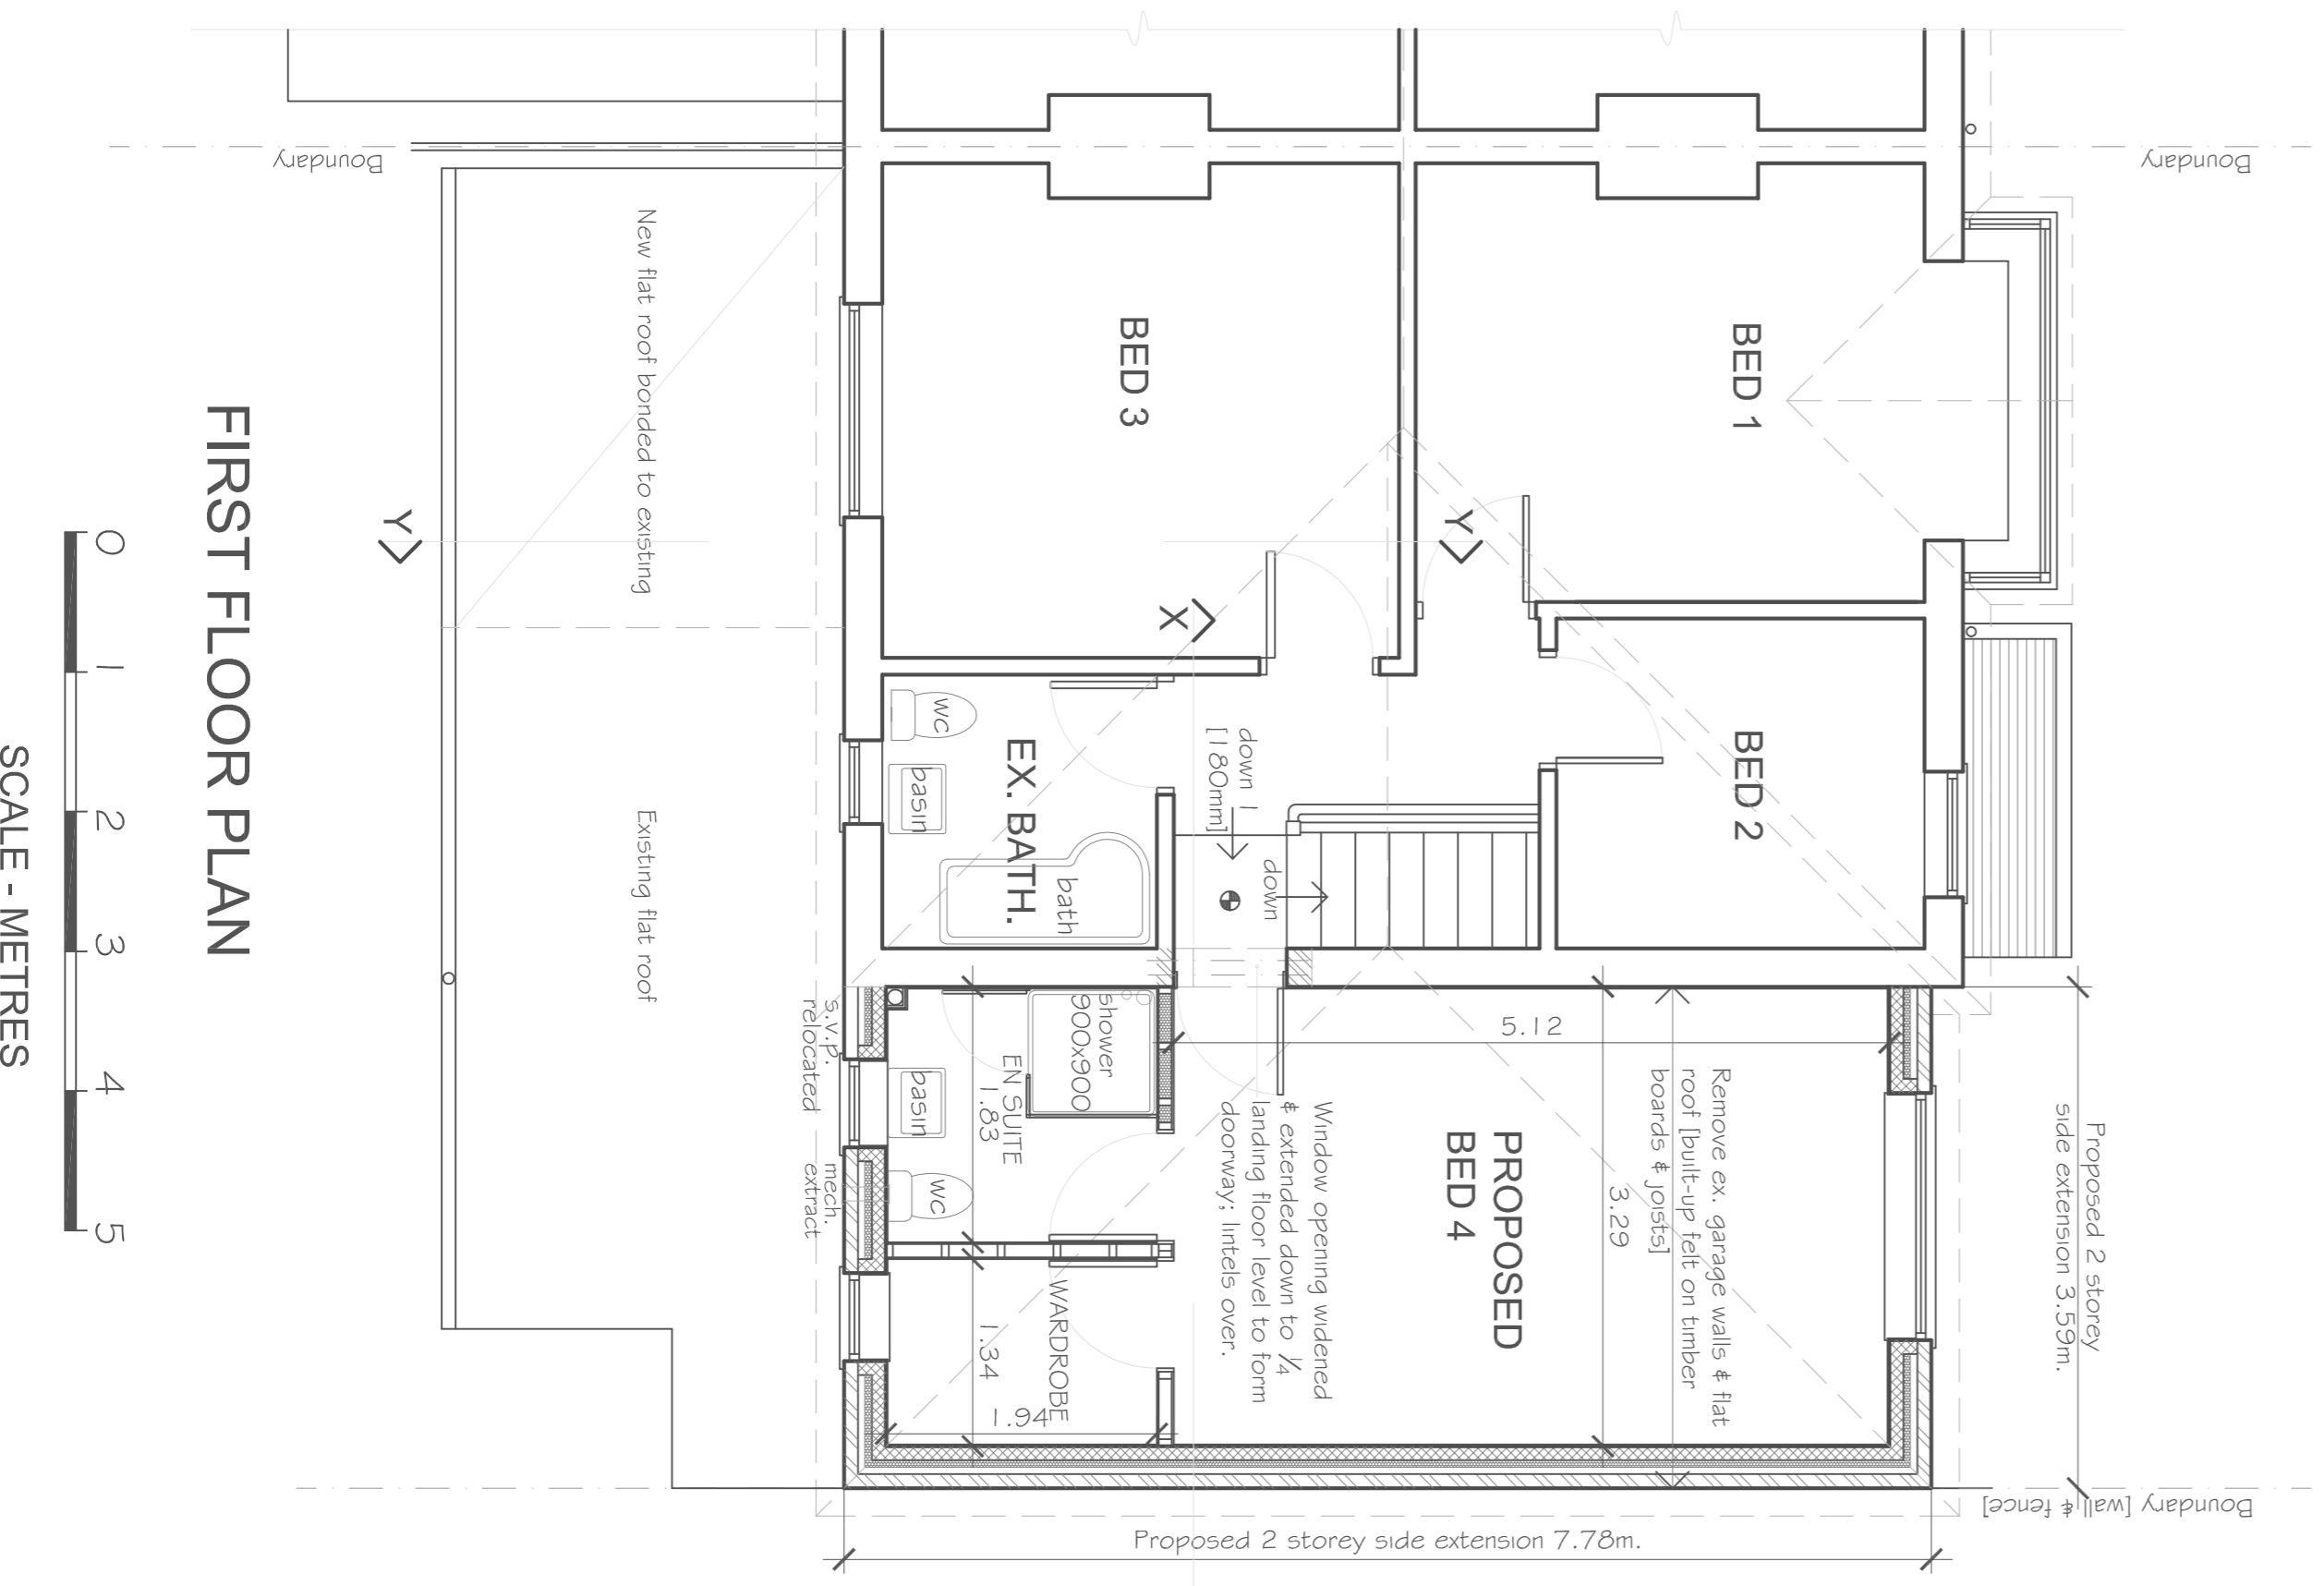 Boundary
Boundary
New flat roof bonded to existing
BED 3
BED 1
Y
Y
X
BED 2
WC
basin
EX. BATH.
bath
down 1
[180mm]
down
Existing flat roof
s.v.p.
relocated
shower
900x900
EN SUITE
1.83
basin
WC
mech.
extract
WARDROBE
1.34
1.94
5.12
3.29
PROPOSED
BED 4
Window opening widened
& extended down to ¼
landing floor level to form
doorway; lintels over.
Remove ex. garage walls & flat
roof [built-up felt on timber
boards & joists]
Proposed 2 storey
side extension 3.59m.
Boundary [wall & fence]
Proposed 2 storey side extension 7.78m.
FIRST FLOOR PLAN
0 1 2 3 4 5
SCALE - METRES